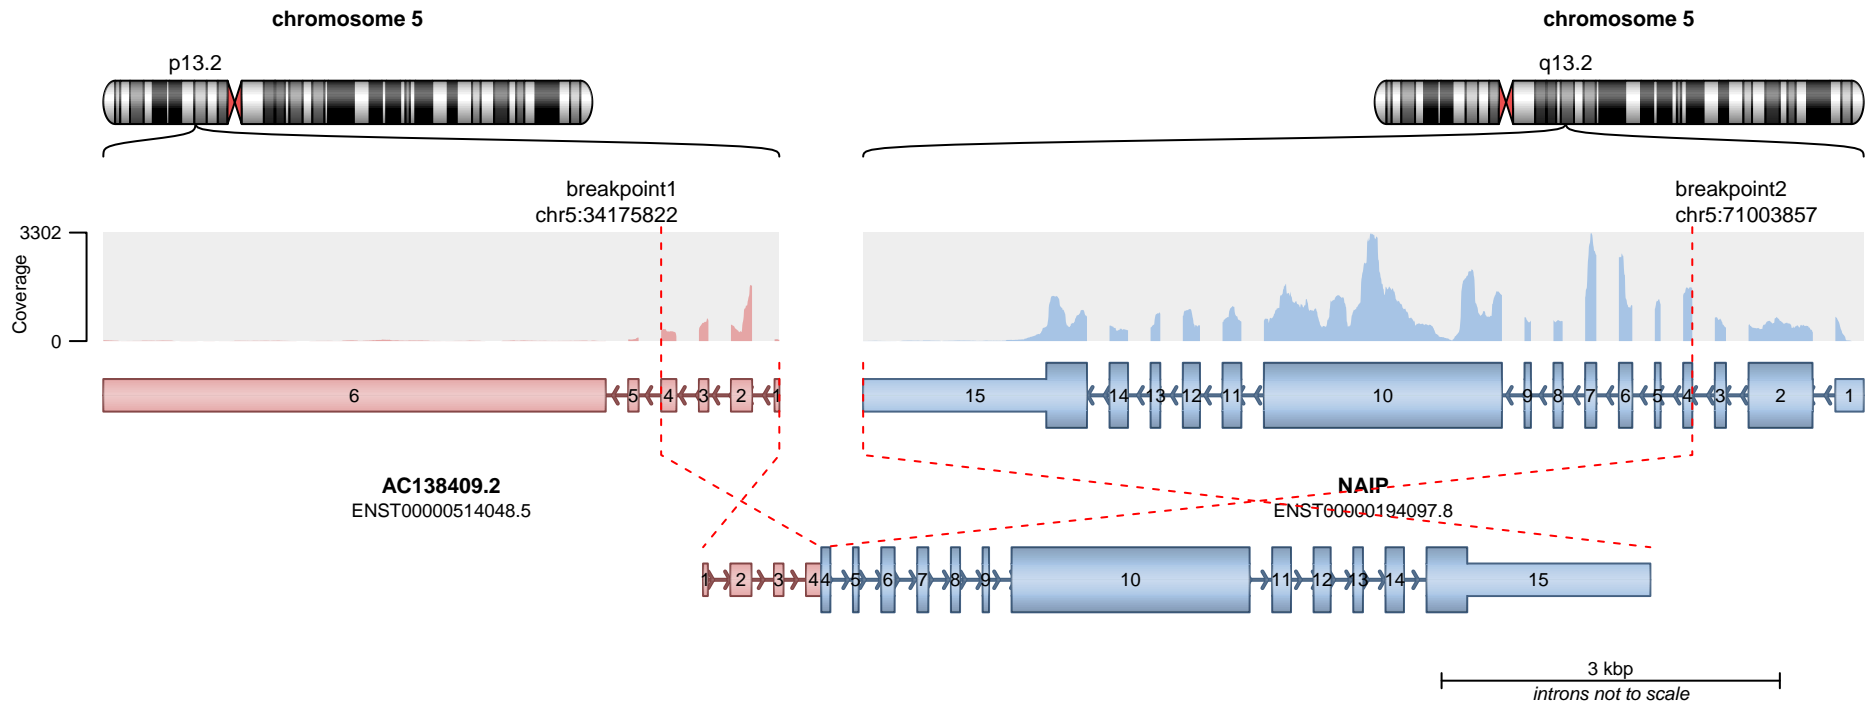 chromosome 5 chromosome 5
p13.2 q13.2
breakpoint1 breakpoint2
chr5:34175822 chr5:71003857
3302
Coverage
0
6 5 4 3 2 1 15 14 13 12 11 10 9 8 7 6 5 4 3 2 1
AC138409.2 NAIP
ENST00000514048.5 ENST00000194097.8
1 2 3 4 4 5 6 7 8 9 10 11 12 13 14 15
3 kbp
introns not to scale